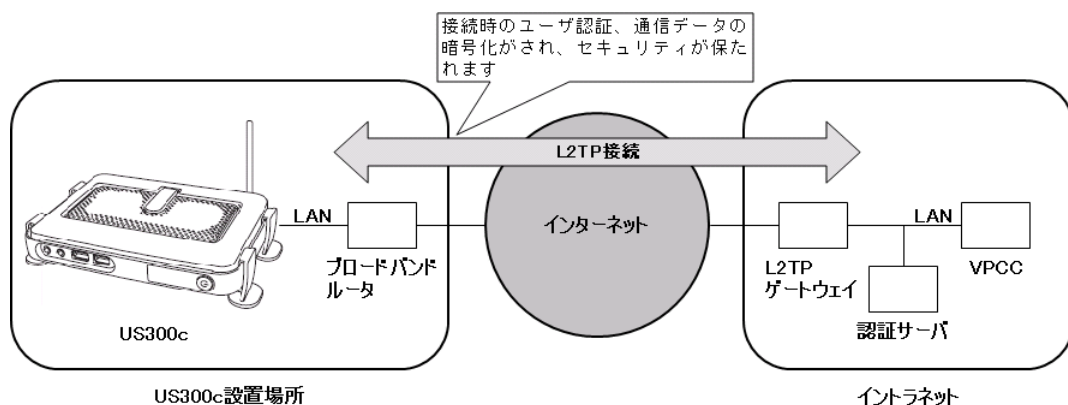 接続時のユーザ認証、通信データの
暗号化がされ、セキュリティが保た
れます
L2TP接続
LAN
インターネット
LAN
ブロードバンド
ルータ
L2TP
ゲートウェイ
VPCC
認証サーバ
US300c
US300c設置場所
イントラネット